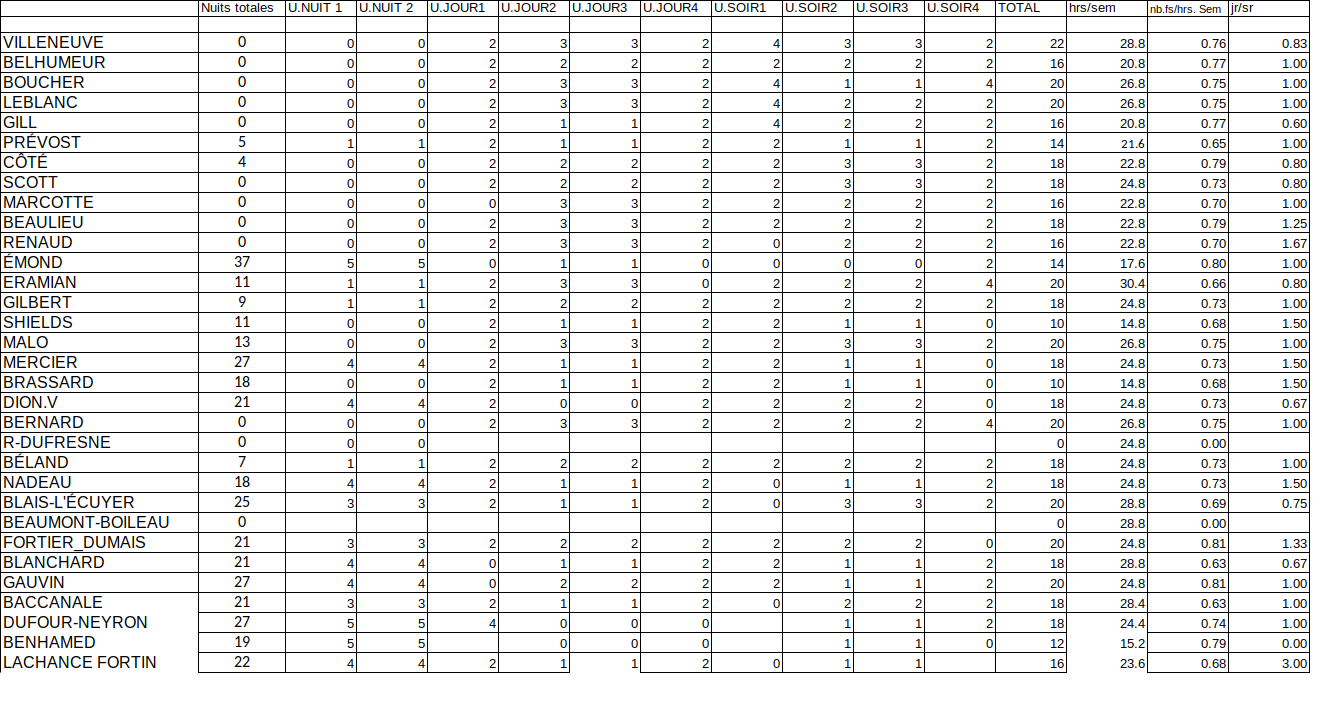 Nuits totales U.NUIT 1 U.NUIT 2 U.JOUR1 U.JOUR2 U.JOUR3 U.JOUR4 U.SOIR1 U.SOIR2 U.SOIR3 U.SOIR4 TOTAL hrs/sem nb.fs/hrs. Sem jr/sr
VILLENEUVE 0 0 0 2 3 3 2 4 3 3 2 22 28.8 0.76 0.83
BELHUMEUR 0 0 0 2 2 2 2 2 2 2 2 16 20.8 0.77 1.00
BOUCHER 0 0 0 2 3 3 2 4 1 1 4 20 26.8 0.75 1.00
LEBLANC 0 0 0 2 3 3 2 4 2 2 2 20 26.8 0.75 1.00
GILL 0 0 0 2 1 1 2 4 2 2 2 16 20.8 0.77 0.60
PRÉVOST 5 1 1 2 1 1 2 2 1 1 2 14 21.6 0.65 1.00
CÔTÉ 4 0 0 2 2 2 2 2 3 3 2 18 22.8 0.79 0.80
SCOTT 0 0 0 2 2 2 2 2 3 3 2 18 24.8 0.73 0.80
MARCOTTE 0 0 0 0 3 3 2 2 2 2 2 16 22.8 0.70 1.00
BEAULIEU 0 0 0 2 3 3 2 2 2 2 2 18 22.8 0.79 1.25
RENAUD 0 0 0 2 3 3 2 0 2 2 2 16 22.8 0.70 1.67
ÉMOND 37 5 5 0 1 1 0 0 0 0 2 14 17.6 0.80 1.00
ERAMIAN 11 1 1 2 3 3 0 2 2 2 4 20 30.4 0.66 0.80
GILBERT 9 1 1 2 2 2 2 2 2 2 2 18 24.8 0.73 1.00
SHIELDS 11 0 0 2 1 1 2 2 1 1 0 10 14.8 0.68 1.50
MALO 13 0 0 2 3 3 2 2 3 3 2 20 26.8 0.75 1.00
MERCIER 27 4 4 2 1 1 2 2 1 1 0 18 24.8 0.73 1.50
BRASSARD 18 0 0 2 1 1 2 2 1 1 0 10 14.8 0.68 1.50
DION.V 21 4 4 2 0 0 2 2 2 2 0 18 24.8 0.73 0.67
BERNARD 0 0 0 2 3 3 2 2 2 2 4 20 26.8 0.75 1.00
R-DUFRESNE 0 0 0 0 24.8 0.00
BÉLAND 7 1 1 2 2 2 2 2 2 2 2 18 24.8 0.73 1.00
NADEAU 18 4 4 2 1 1 2 0 1 1 2 18 24.8 0.73 1.50
BLAIS-L'ÉCUYER 25 3 3 2 1 1 2 0 3 3 2 20 28.8 0.69 0.75
BEAUMONT-BOILEAU 0 0 28.8 0.00
FORTIER_DUMAIS 21 3 3 2 2 2 2 2 2 2 0 20 24.8 0.81 1.33
BLANCHARD 21 4 4 0 1 1 2 2 1 1 2 18 28.8 0.63 0.67
GAUVIN 27 4 4 0 2 2 2 2 1 1 2 20 24.8 0.81 1.00
BACCANALE 21 3 3 2 1 1 2 0 2 2 2 18 28.4 0.63 1.00
DUFOUR-NEYRON 27 5 5 4 0 0 0 1 1 2 18 24.4 0.74 1.00
BENHAMED 19 5 5 0 0 0 1 1 0 12 15.2 0.79 0.00
LACHANCE FORTIN 22 4 4 2 1 1 2 0 1 1 16 23.6 0.68 3.00